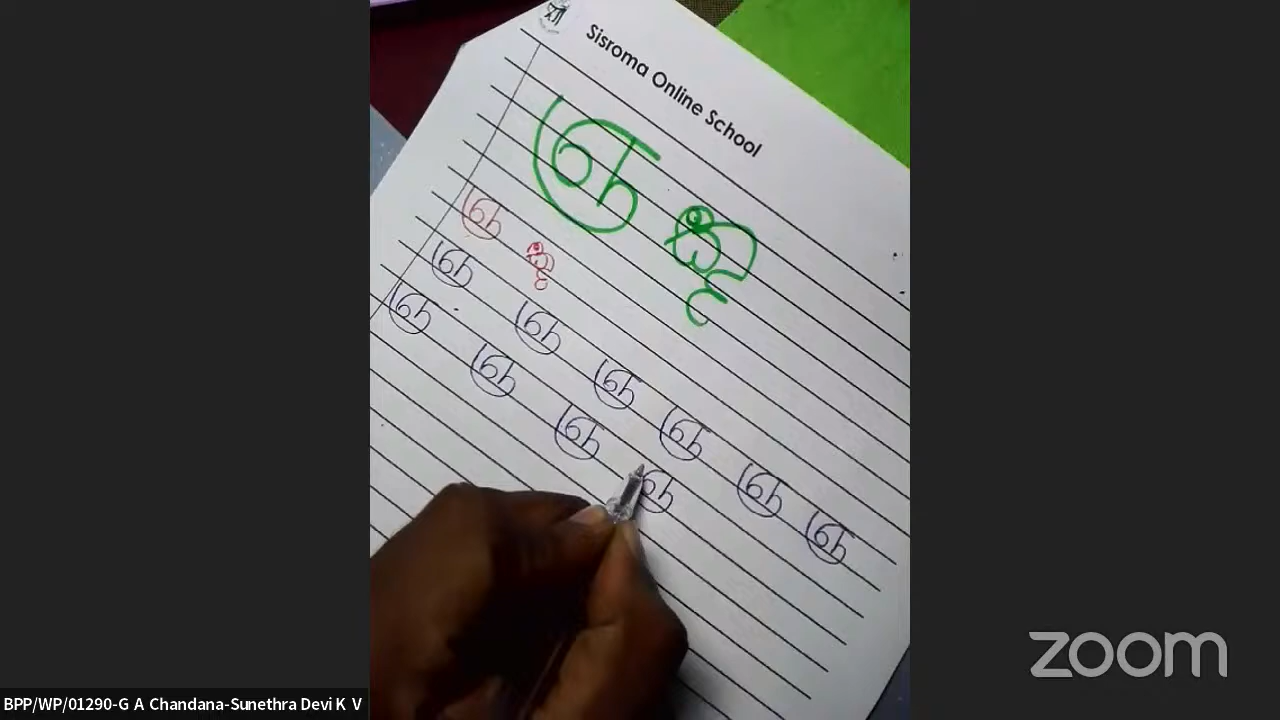 Sisroma Online School
ஞ ඤ
ஞ ඤ
ஞ ஞ ஞ ஞ ஞ ஞ
ஞ ஞ ஞ ஞ
BPP/WP/01290-G A Chandana-Sunethra Devi K V
zoom